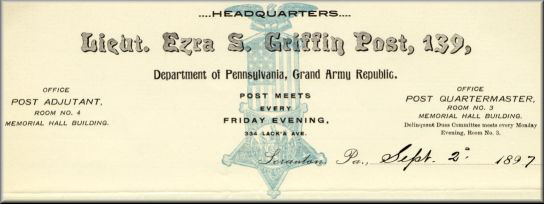 ....HEADQUARTERS....
Lieut. Ezra S. Griffin Post, 139,
Department of Pennsylvania, Grand Army Republic.
OFFICE
POST ADJUTANT,
ROOM NO. 4
MEMORIAL HALL BUILDING.
POST MEETS
EVERY
FRIDAY EVENING,
334 LACK'A AVE.
OFFICE
POST QUARTERMASTER,
ROOM NO. 3
MEMORIAL HALL BUILDING.
Delinquent Dues Committee meets every Monday
Evening, Room No. 3.
Scranton, Pa., Sept. 2d 1897